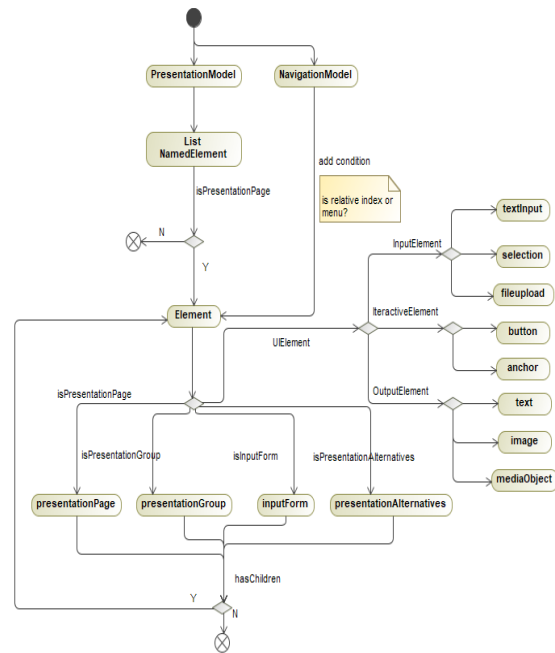 PresentationModel
NavigationModel
List
NamedElement
add condition
isPresentationPage
is relative index or
menu?
textInput
N
InputElement
selection
Y
fileupload
Element
IteractiveElement
button
UIElement
anchor
isPresentationPage
OutputElement
text
isPresentationGroup
isInputForm
isPresentationAlternatives
image
mediaObject
presentationPage
presentationGroup
inputForm
presentationAlternatives
hasChildren
Y
N